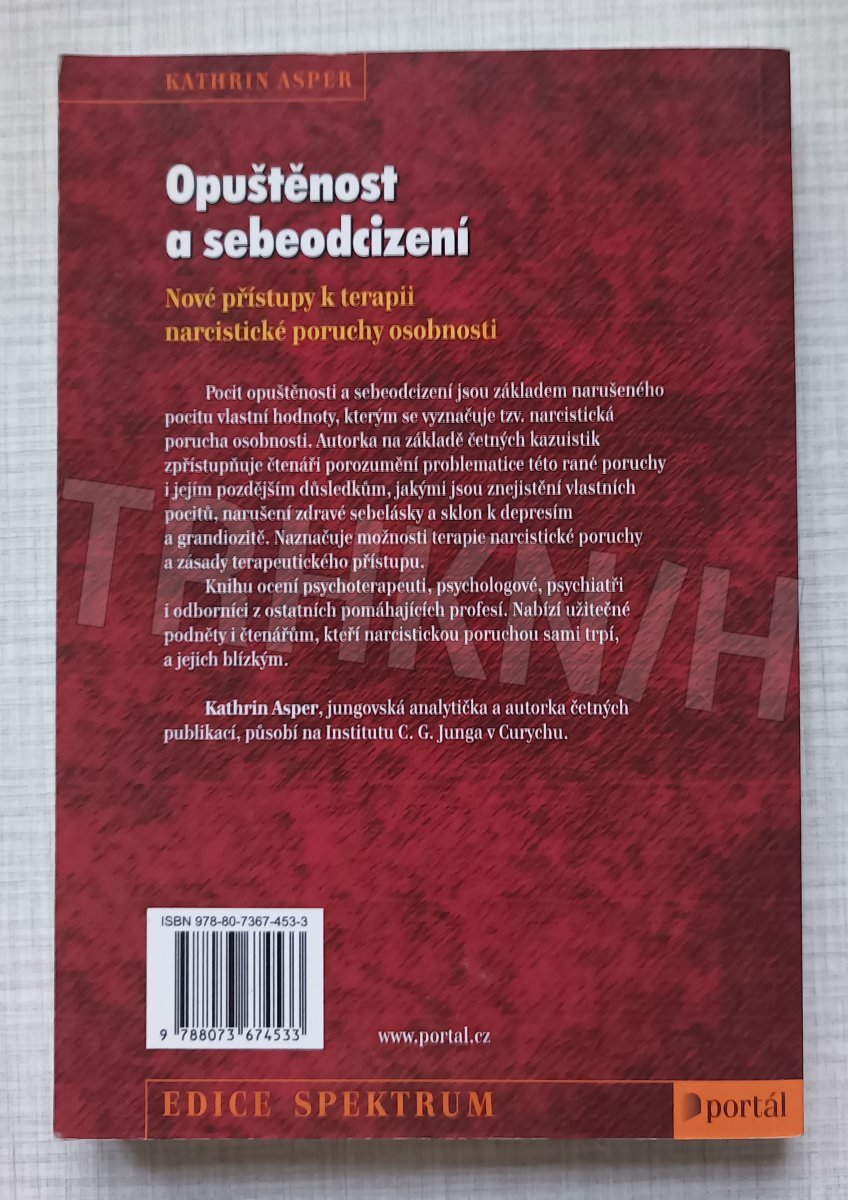 KATHRIN ASPER
Opuštěnost
a sebeodcizení
Nové přístupy k terapii
narcistické poruchy osobnosti
Pocit opuštěnosti a sebeodcizení jsou základem narušeného
pocitu vlastní hodnoty, kterým se vyznačuje tzv. narcistická
porucha osobnosti. Autorka na základě četných kazuistik
zpřístupňuje čtenáři porozumění problematice této rané poruchy
i jejím pozdějším důsledkům, jakými jsou znejistění vlastních
pocitů, narušení zdravé sebelásky a sklon k depresím
a grandiozitě. Naznačuje možnosti terapie narcistické poruchy
a zásady terapeutického přístupu.
Knihu ocení psychoterapeuti, psychologové, psychiatři
i odborníci z ostatních pomáhajících profesí. Nabízí užitečné
podněty i čtenářům, kteří narcistickou poruchou sami trpí,
a jejich blízkým.
Kathrin Asper, jungovská analytička a autorka četných
publikací, působí na Institutu C. G. Junga v Curychu.
TRHKNIH
ISBN 978-80-7367-453-3
9 788073 674533
www.portal.cz
EDICE SPEKTRUM
portál